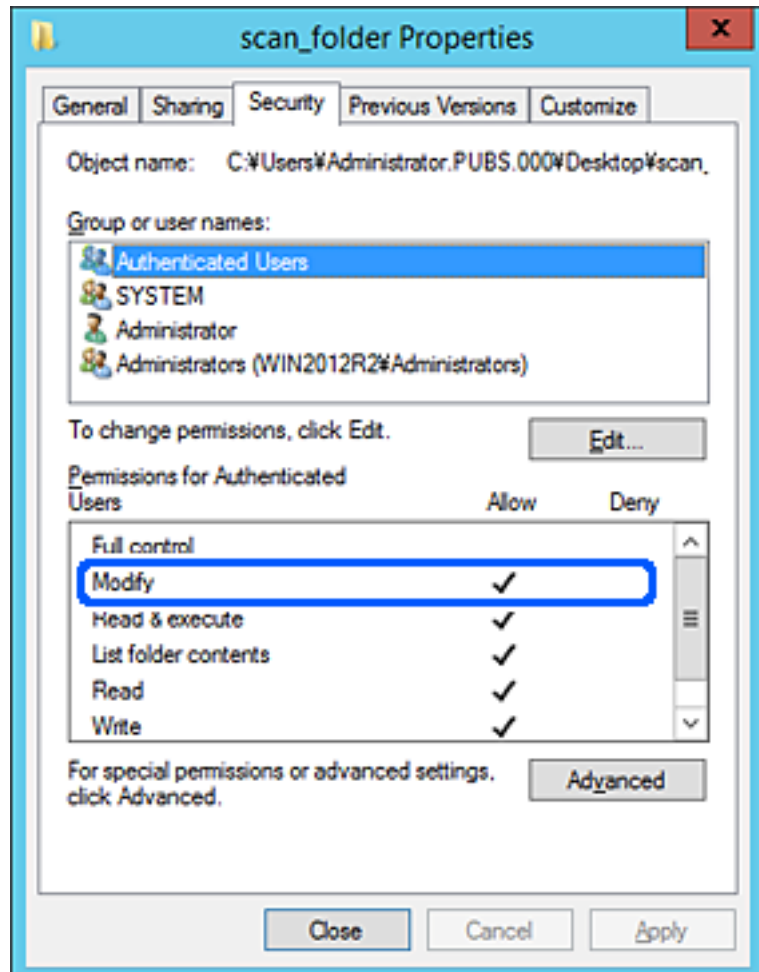 scan_folder Properties
x
General Sharing Security Previous Versions Customize
Object name: C:¥Users¥Administrator.PUBS.000¥Desktop¥scan_
Group or user names:
Authenticated Users
SYSTEM
Administrator
Administrators (WIN2012R2¥Administrators)
To change permissions, click Edit.
Edit...
Permissions for Authenticated
Users Allow Deny
Full control
Modify
Read & execute
List folder contents
Read
Write
For special permissions or advanced settings,
click Advanced.
Advanced
Close Cancel Apply